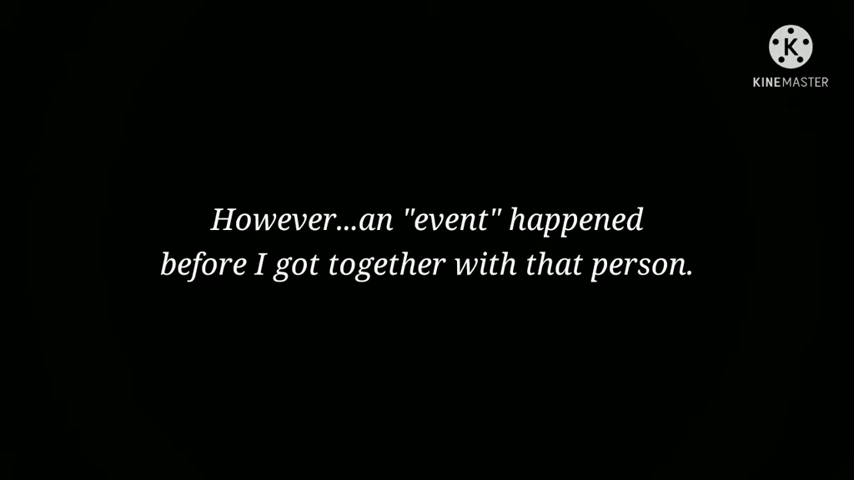 K
KINEMASTER
However...an "event" happened
before I got together with that person.